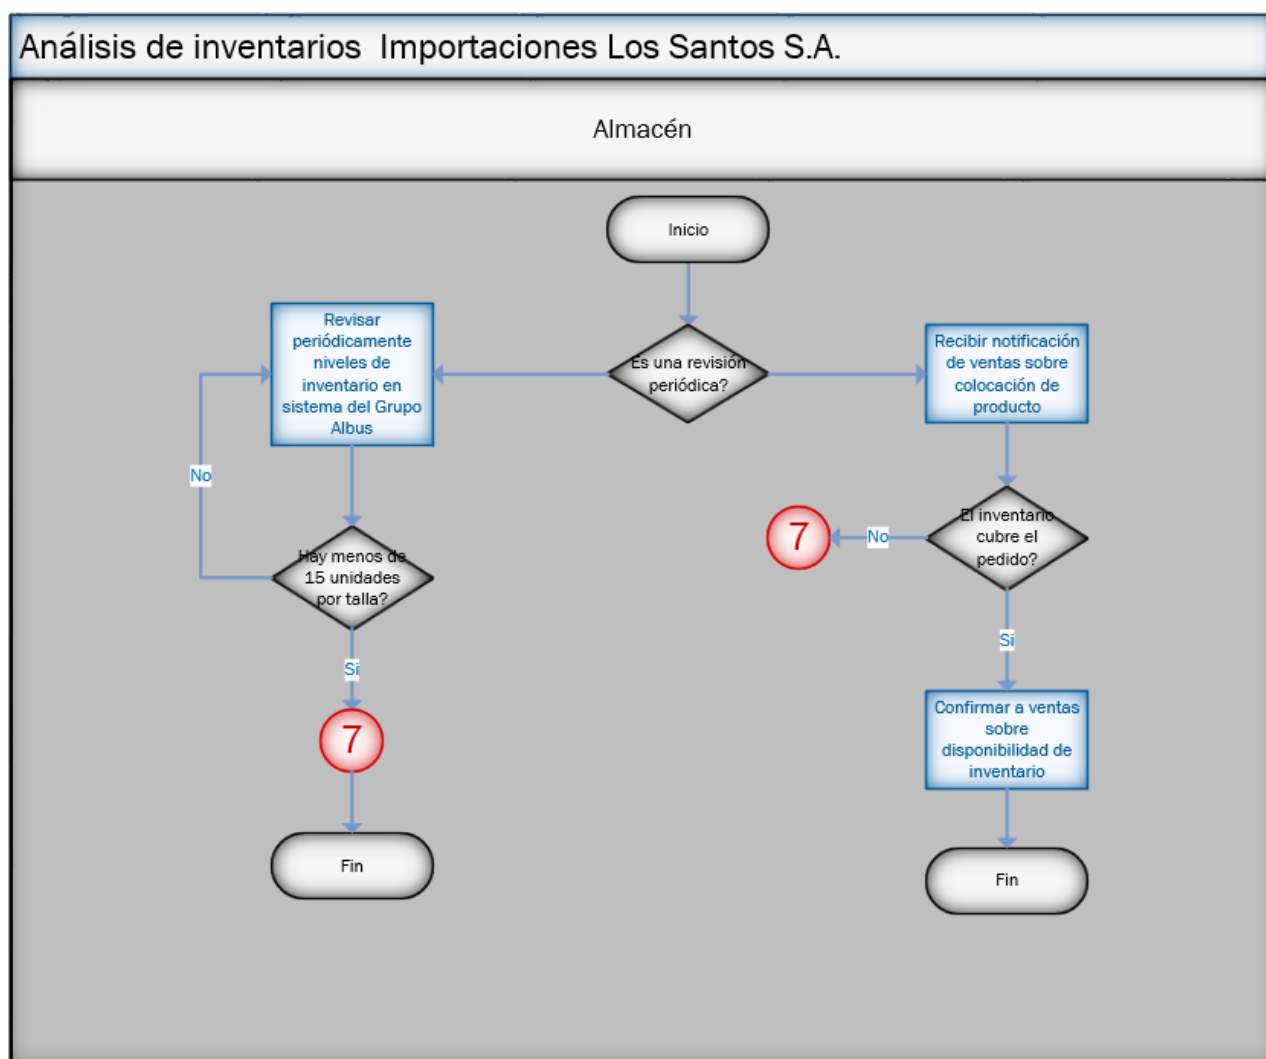 Análisis de inventarios  Importaciones Los Santos S.A.
Almacén
Inicio
Es una revisión
periódica?
Revisar
periódicamente
niveles de
inventario en
sistema del Grupo
Albus
No
Hay menos de
15 unidades
por talla?
Si
7
Fin
Recibir notificación
de ventas sobre
colocación de
producto
El inventario
cubre el
pedido?
No
7
Si
Confirmar a ventas
sobre
disponibilidad de
inventario
Fin